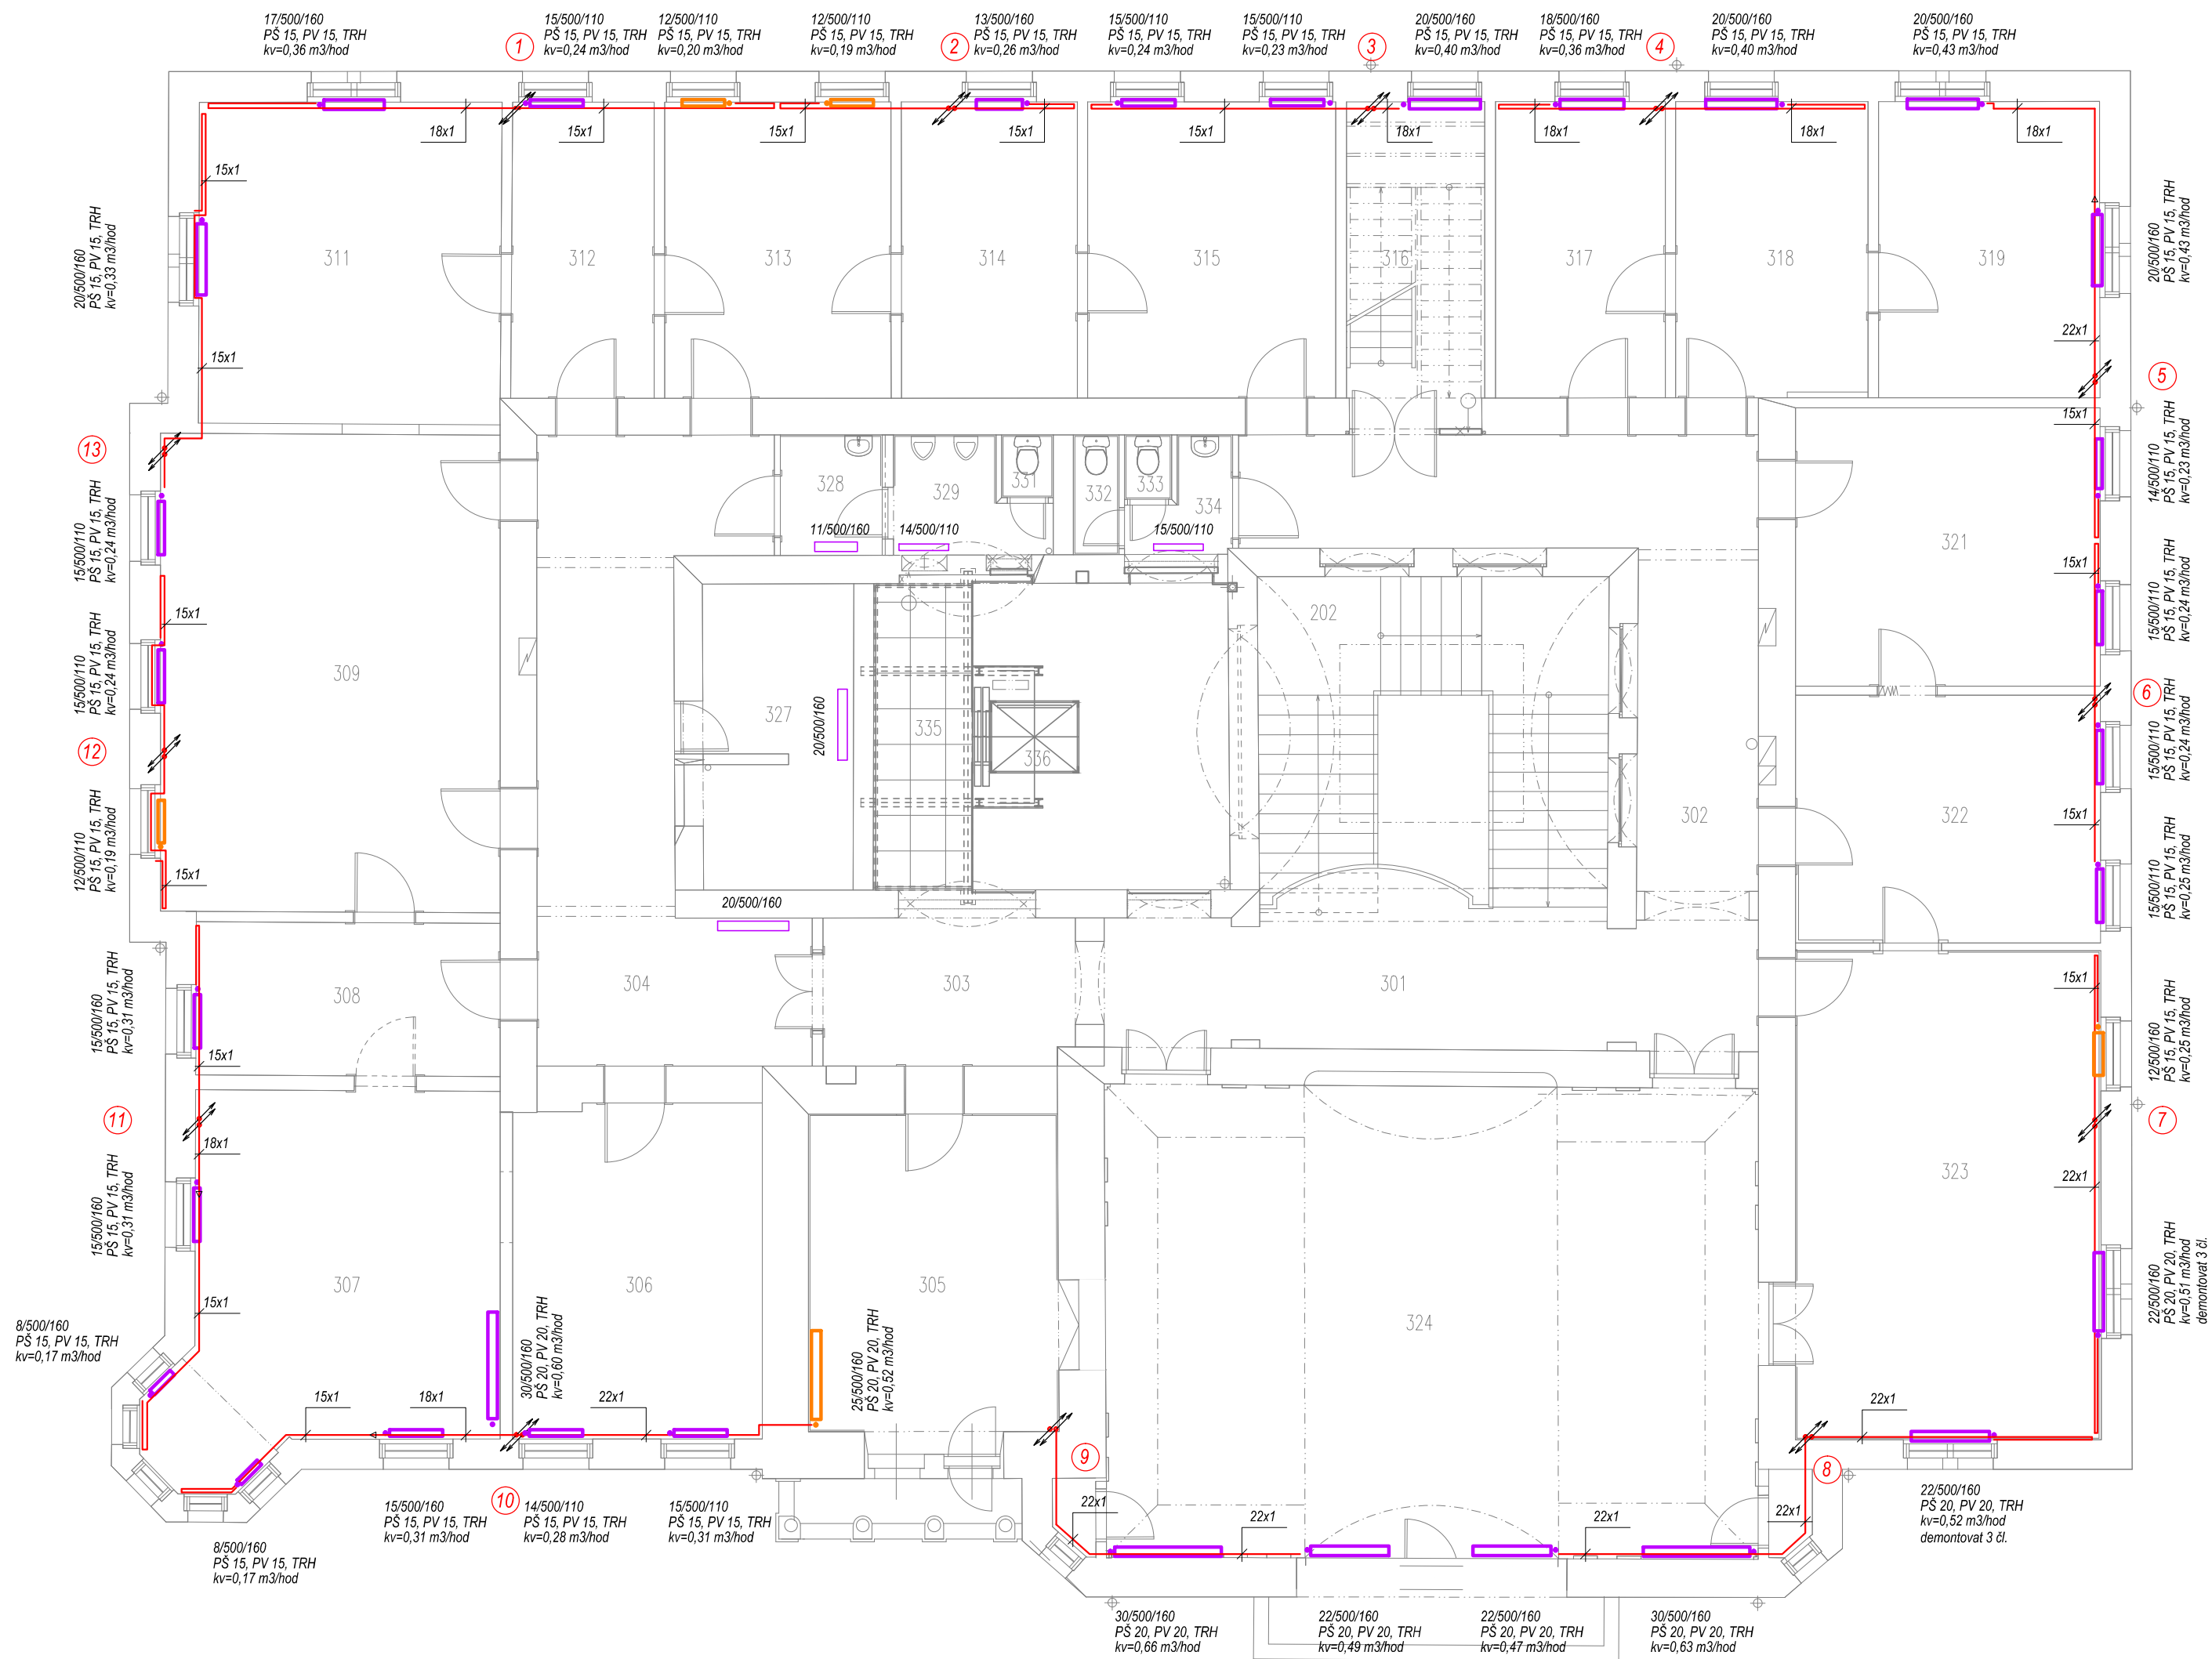 17/500/160
PŠ 15, PV 15, TRH
kv=0,36 m3/hod
1
15/500/110
PŠ 15, PV 15, TRH
kv=0,24 m3/hod
12/500/110
PŠ 15, PV 15, TRH
kv=0,20 m3/hod
12/500/110
PŠ 15, PV 15, TRH
kv=0,19 m3/hod
2
13/500/160
PŠ 15, PV 15, TRH
kv=0,26 m3/hod
15/500/110
PŠ 15, PV 15, TRH
kv=0,24 m3/hod
15/500/110
PŠ 15, PV 15, TRH
kv=0,23 m3/hod
3
20/500/160
PŠ 15, PV 15, TRH
kv=0,40 m3/hod
18/500/160
PŠ 15, PV 15, TRH
kv=0,36 m3/hod
4
20/500/160
PŠ 15, PV 15, TRH
kv=0,40 m3/hod
20/500/160
PŠ 15, PV 15, TRH
kv=0,43 m3/hod
18x1
15x1
15x1
15x1
15x1
18x1
18x1
18x1
18x1
15x1
20/500/160
PŠ 15, PV 15, TRH
kv=0,33 m3/hod
311
312
313
314
315
316
317
318
319
20/500/160
PŠ 15, PV 15, TRH
kv=0,43 m3/hod
15x1
22x1
5
13
15x1
14/500/110
PŠ 15, PV 15, TRH
kv=0,23 m3/hod
328
329
331
332
333
334
11/500/160
14/500/110
15/500/110
321
15/500/110
PŠ 15, PV 15, TRH
kv=0,24 m3/hod
15x1
15/500/110
PŠ 15, PV 15, TRH
kv=0,24 m3/hod
15x1
202
15/500/110
PŠ 15, PV 15, TRH
kv=0,24 m3/hod
309
327
20/500/160
335
336
6
15/500/110
PŠ 15, PV 15, TRH
kv=0,24 m3/hod
12
302
322
15x1
12/500/110
PŠ 15, PV 15, TRH
kv=0,19 m3/hod
15x1
15/500/110
PŠ 15, PV 15, TRH
kv=0,25 m3/hod
20/500/160
308
304
303
301
15x1
15/500/160
PŠ 15, PV 15, TRH
kv=0,31 m3/hod
15x1
12/500/160
PŠ 15, PV 15, TRH
kv=0,25 m3/hod
11
7
18x1
323
22x1
15/500/160
PŠ 15, PV 15, TRH
kv=0,31 m3/hod
307
306
305
324
15x1
22/500/160
PŠ 20, PV 20, TRH
kv=0,51 m3/hod
demontovat 3 čl.
8/500/160
PŠ 15, PV 15, TRH
kv=0,17 m3/hod
30/500/160
PŠ 20, PV 20, TRH
kv=0,60 m3/hod
25/500/160
PŠ 20, PV 20, TRH
kv=0,52 m3/hod
15x1
18x1
22x1
22x1
9
8
10
15/500/160
PŠ 15, PV 15, TRH
kv=0,31 m3/hod
14/500/110
PŠ 15, PV 15, TRH
kv=0,28 m3/hod
15/500/110
PŠ 15, PV 15, TRH
kv=0,31 m3/hod
22x1
22x1
22x1
22x1
22/500/160
PŠ 20, PV 20, TRH
kv=0,52 m3/hod
demontovat 3 čl.
8/500/160
PŠ 15, PV 15, TRH
kv=0,17 m3/hod
30/500/160
PŠ 20, PV 20, TRH
kv=0,66 m3/hod
22/500/160
PŠ 20, PV 20, TRH
kv=0,49 m3/hod
22/500/160
PŠ 20, PV 20, TRH
kv=0,47 m3/hod
30/500/160
PŠ 20, PV 20, TRH
kv=0,63 m3/hod